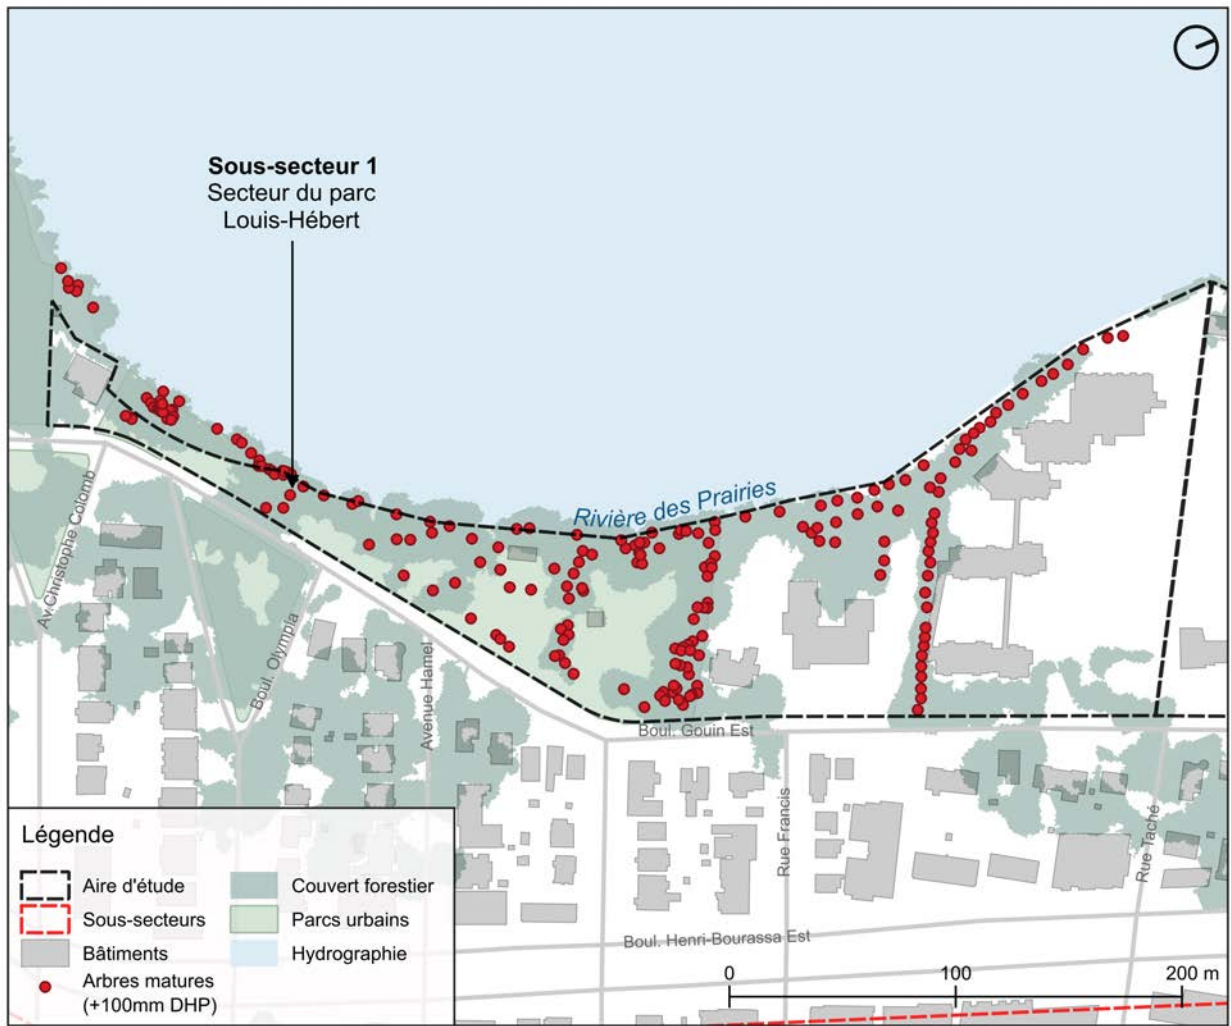 Sous-secteur 1
Secteur du parc
Louis-Hébert
Rivière des Prairies
Av.Christophe Colomb
Boul. Olympia
Avenue Hamel
Boul. Gouin Est
Rue Francis
Rue Taché
Boul. Henri-Bourassa Est
Légende
Aire d'étude
Sous-secteurs
Bâtiments
Arbres matures
(+100mm DHP)
Couvert forestier
Parcs urbains
Hydrographie
0 100 200 m